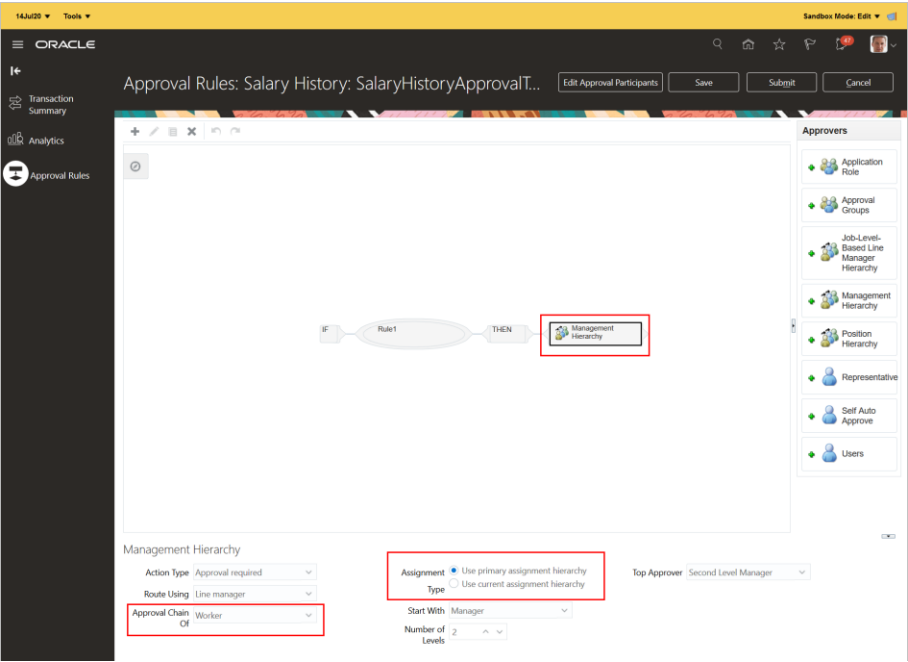 14Jul20 Tools Sandbox Mode: Edit
ORACLE 47
Approval Rules: Salary History: SalaryHistoryApprovalT... Edit Approval Participants Save Submit Cancel
Transaction
Summary
Analytics
Approval Rules
Approvers
Application
Role
Approval
Groups
Job-Level-
Based Line
Manager
Hierarchy
Management
Hierarchy
Position
Hierarchy
Representative
Self Auto
Approve
Users
IF Rule1 THEN Management
Hierarchy
Management Hierarchy
Action Type Approval required
Route Using Line manager
Approval Chain
Of Worker
Assignment
Type Use primary assignment hierarchy
Use current assignment hierarchy
Start With Manager
Number of
Levels 2
Top Approver Second Level Manager